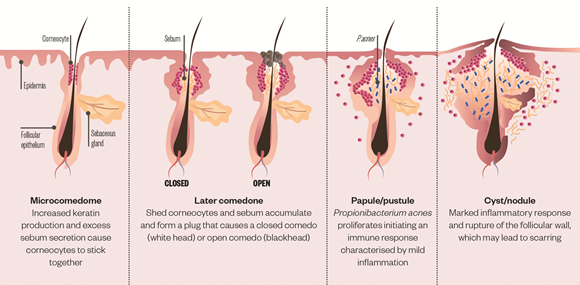 Corneocyte
Sebum
P.acner
Epidermis
Follicular
epithelium
Sebaceous
gland
CLOSED
OPEN
Microcomedome
Increased keratin
production and excess
sebum secretion cause
corneocytes to stick
together
Later comedone
Shed corneocytes and sebum accumulate
and form a plug that causes a closed comedo
(white head) or open comedo (blackhead)
Papule/pustule
Propionibacterium acnes
proliferates initiating an
immune response
characterised by mild
inflammation
Cyst/nodule
Marked inflammatory response
and rupture of the follicular wall,
which may lead to scarring